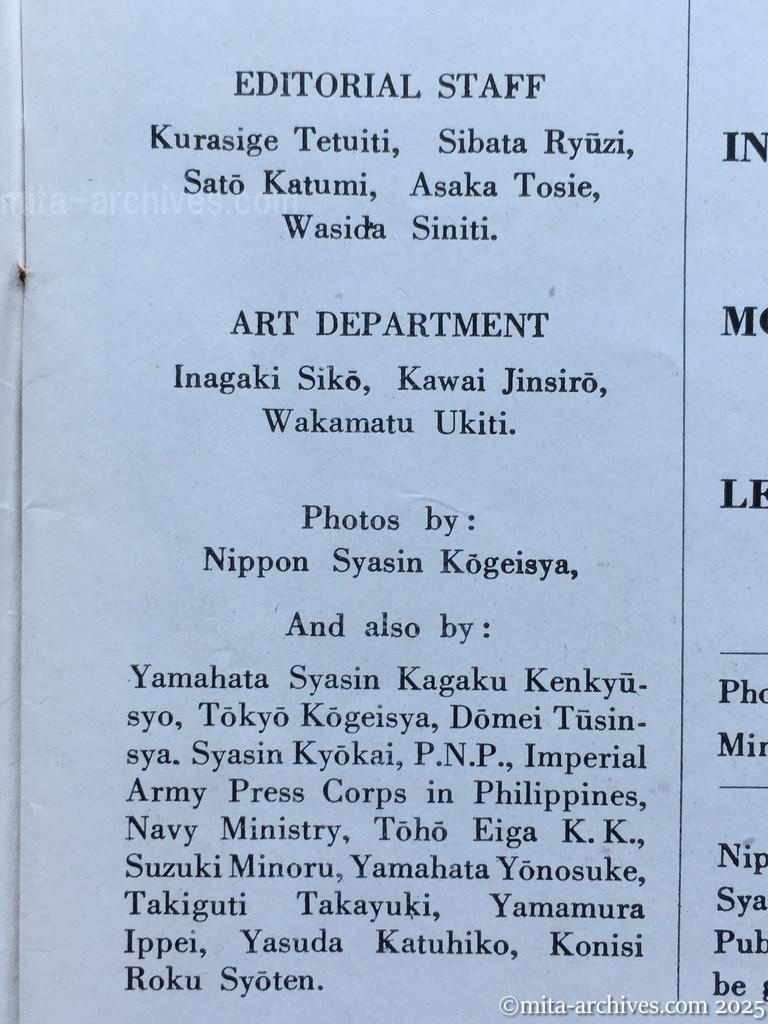 EDITORIAL STAFF
Kurasige Tetuiti, Sibata Ryūzi,
Satō Katumi, Asaka Tosie,
Wasida Siniti.
ART DEPARTMENT
Inagaki Sikō, Kawai Jinsirō,
Wakamatu Ukiti.
Photos by:
Nippon Syasin Kōgeisya,
And also by:
Yamahata Syasin Kagaku Kenkyū-
syo, Tōkyō Kōgeisya, Dōmei Tūsin-
sya. Syasin Kyōkai, P.N.P., Imperial
Army Press Corps in Philippines,
Navy Ministry, Tōhō Eiga K.K.,
Suzuki Minoru, Yamahata Yōnosuke,
Takiguti Takayuki, Yamamura
Ippei, Yasuda Katuhiko, Konisi
Roku Syōten.
IN
MO
LE
Pho
Min
Nip
Sya
Pub
be g
mita-archives.com
©mita-archives.com 2025